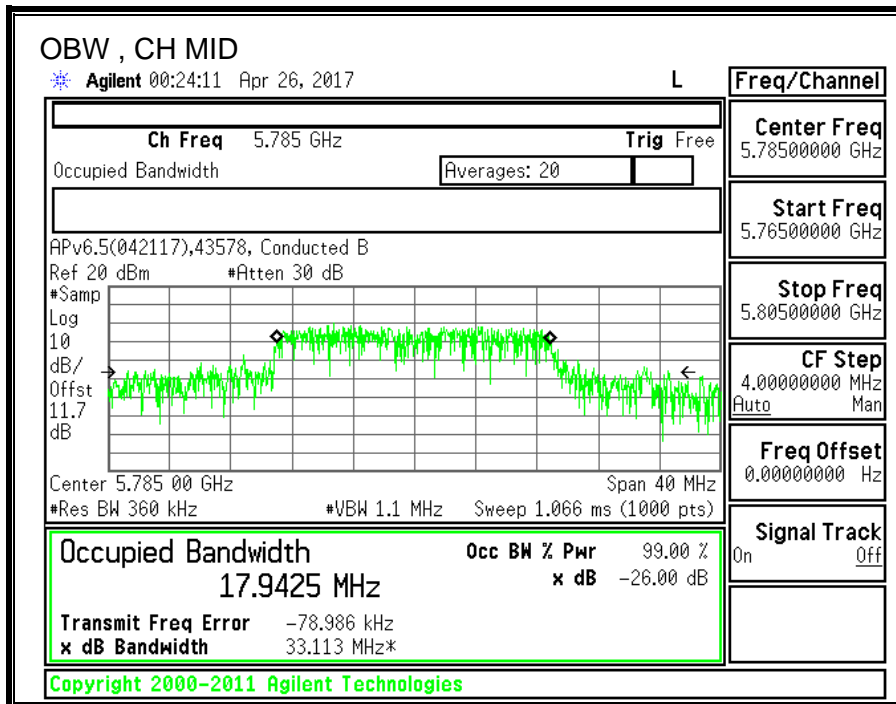 OBW , CH MID
Agilent 00:24:11 Apr 26, 2017 L Freq/Channel
Ch Freq 5.785 GHz Trig Free
Occupied Bandwidth Averages: 20
APv6.5(042117),43578, Conducted B
Ref 20 dBm #Atten 30 dB
#Samp
Log
10
dB/
Offst
11.7
dB
Center 5.785 00 GHz Span 40 MHz
#Res BW 360 kHz #VBW 1.1 MHz Sweep 1.066 ms (1000 pts)
Occupied Bandwidth Occ BW % Pwr 99.00 %
17.9425 MHz x dB -26.00 dB
Transmit Freq Error -78.986 kHz
x dB Bandwidth 33.113 MHz*
Copyright 2000-2011 Agilent Technologies
Center Freq
5.78500000 GHz
Start Freq
5.76500000 GHz
Stop Freq
5.80500000 GHz
CF Step
4.00000000 MHz
Auto Man
Freq Offset
0.00000000 Hz
Signal Track
On Off